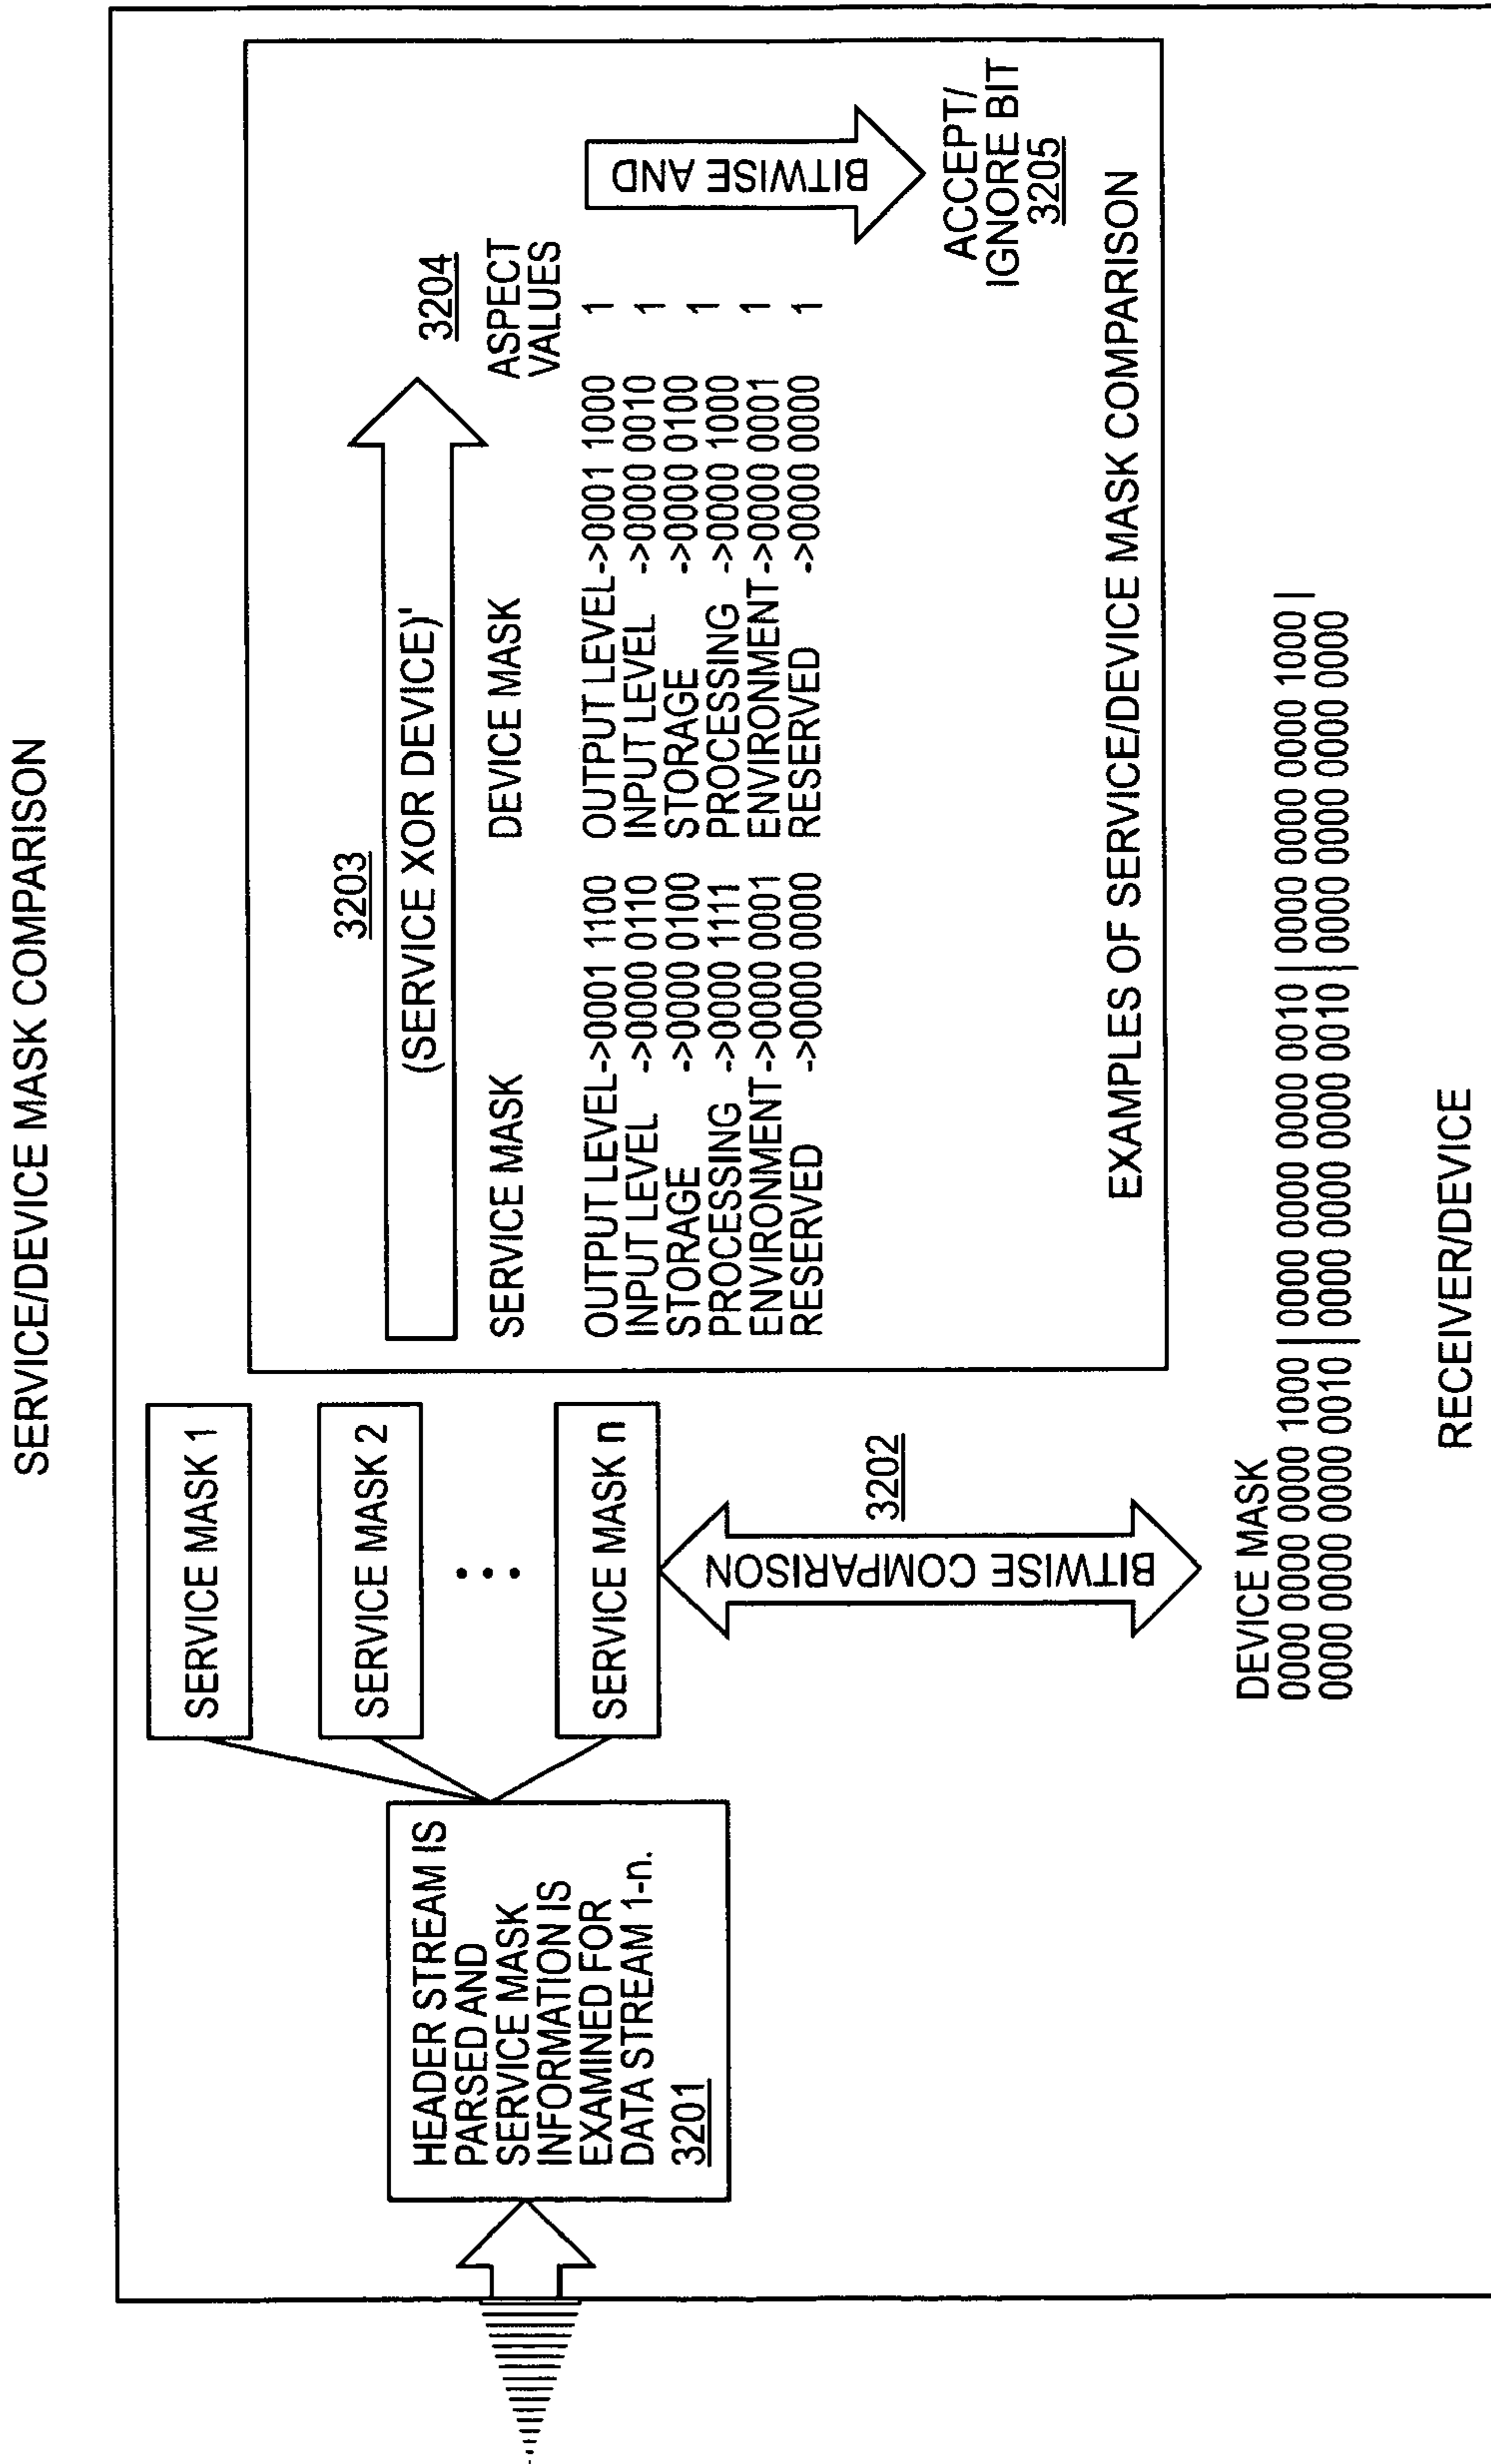 SERVICE/DEVICE MASK COMPARISON
HEADER STREAM IS
PARSED AND
SERVICE MASK
INFORMATION IS
EXAMINED FOR
DATA STREAM 1-n.
3201
SERVICE MASK 1
SERVICE MASK 2
SERVICE MASK n
BITWISE COMPARISON
3202
3203
(SERVICE XOR DEVICE)'
3204
SERVICE MASK
OUTPUT LEVEL->0001 1100
INPUT LEVEL ->0000 0110
STORAGE ->0000 0100
PROCESSING ->0000 1111
ENVIRONMENT->0000 0001
RESERVED ->0000 0000
DEVICE MASK
OUTPUT LEVEL->0001 1000
INPUT LEVEL ->0000 0010
STORAGE ->0000 0100
PROCESSING ->0000 1000
ENVIRONMENT->0000 0001
RESERVED ->0000 0000
ASPECT
VALUES
1
1
1
1
1
BITWISE AND
ACCEPT/
IGNORE BIT
3205
EXAMPLES OF SERVICE/DEVICE MASK COMPARISON
DEVICE MASK
0000 0000 0000 1000 | 0000 0000 0000 0010 | 0000 0000 0000 1000 |
0000 0000 0000 0010 | 0000 0000 0000 0010 | 0000 0000 0000 0000
RECEIVER/DEVICE